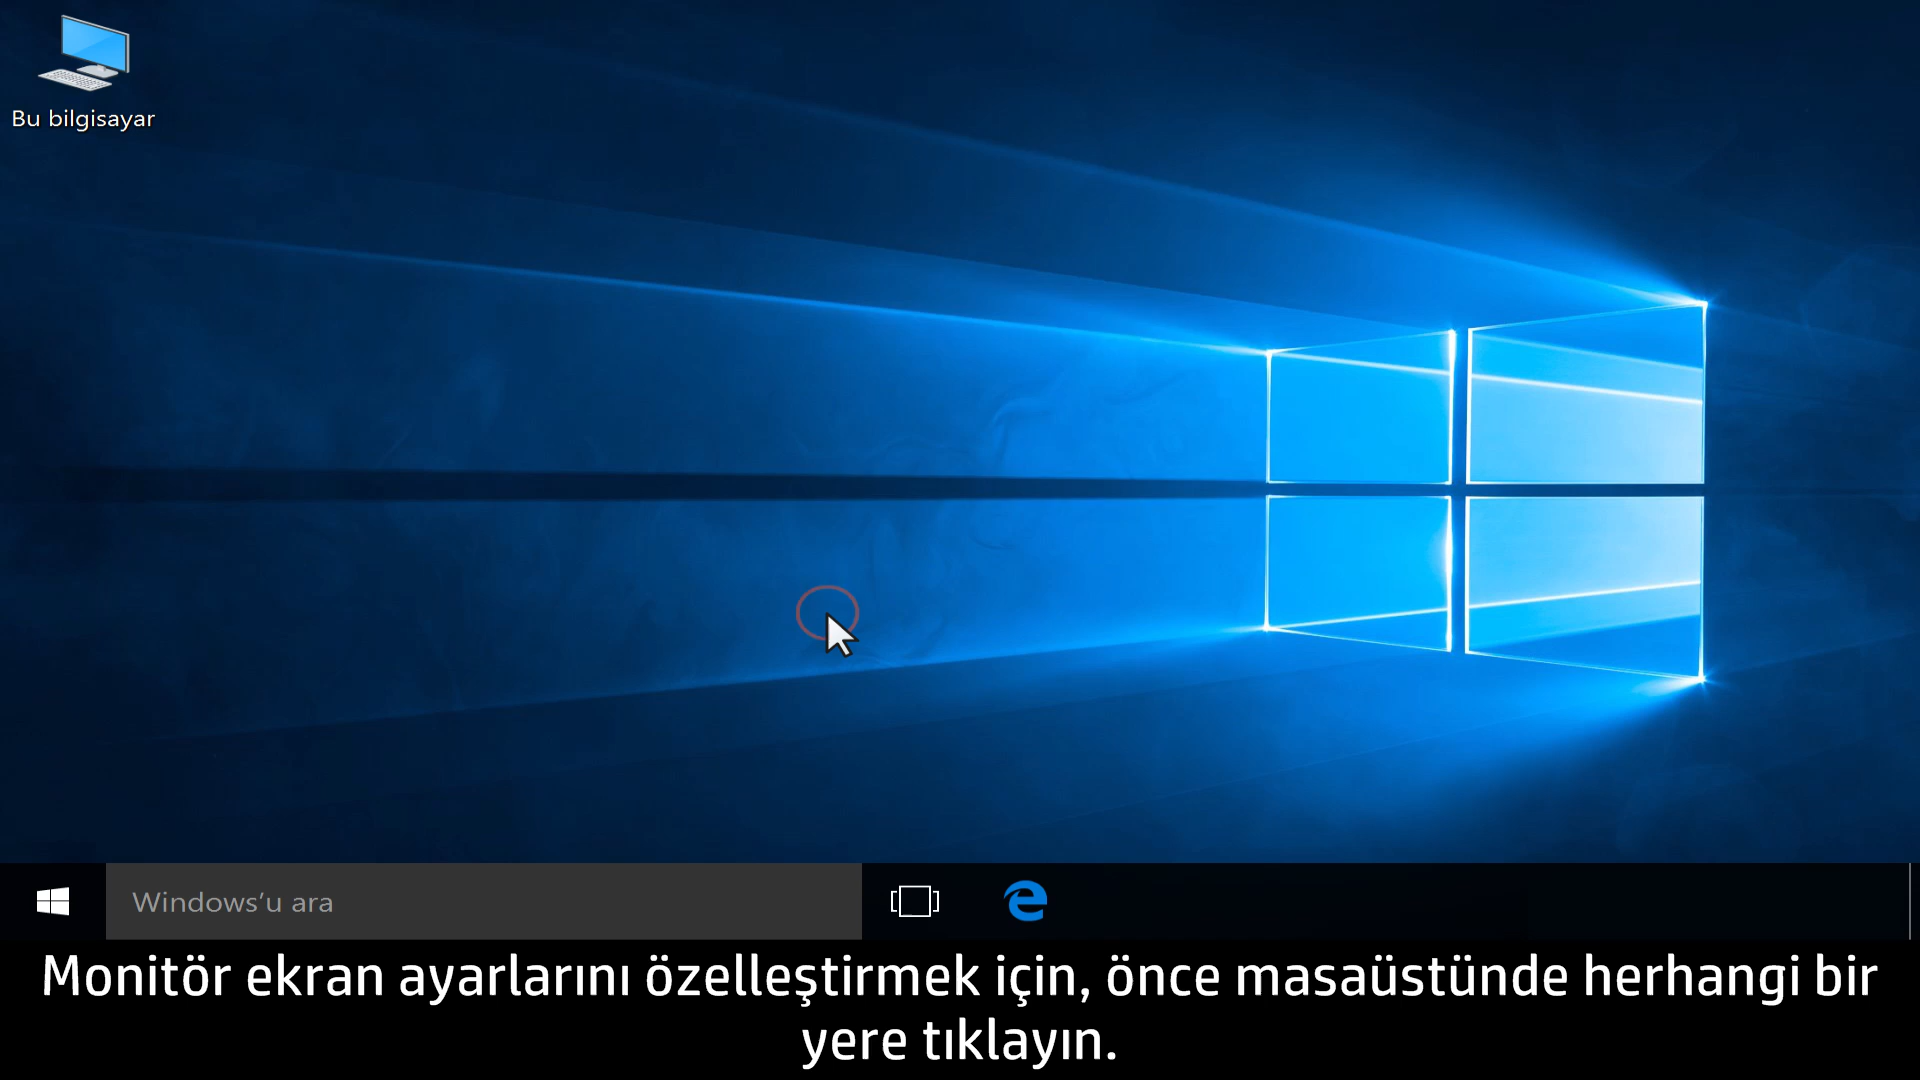 Bu bilgisayar
Windows'u ara
Monitör ekran ayarlarını özelleştirmek için, önce masaüstünde herhangi bir
yere tıklayın.